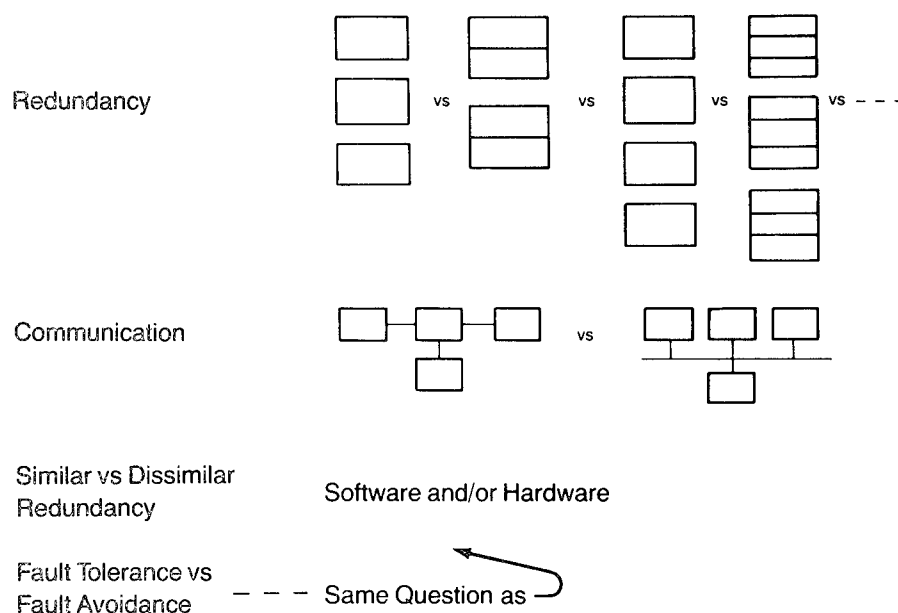 Redundancy
vs vs vs vs
Communication
vs
Similar vs Dissimilar
Redundancy
Software and/or Hardware
Fault Tolerance vs
Fault Avoidance
Same Question as